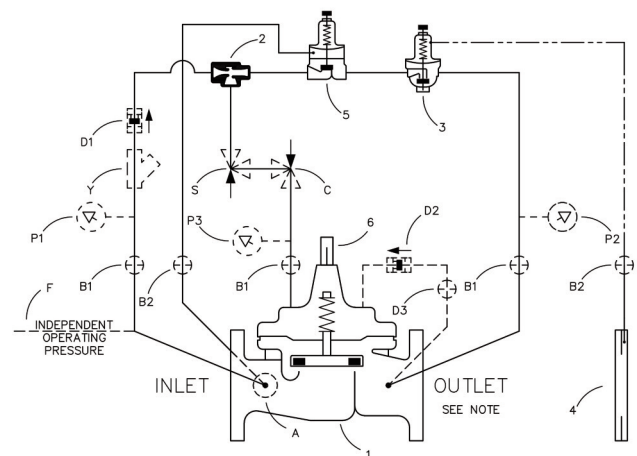 2
5
3
D1
Y
S
C
P1
P3
6
D2
P2
B1
B2
B1
D3
B1
B2
F
INDEPENDENT
OPERATING
PRESSURE
INLET
OUTLET
SEE NOTE
A
1
4